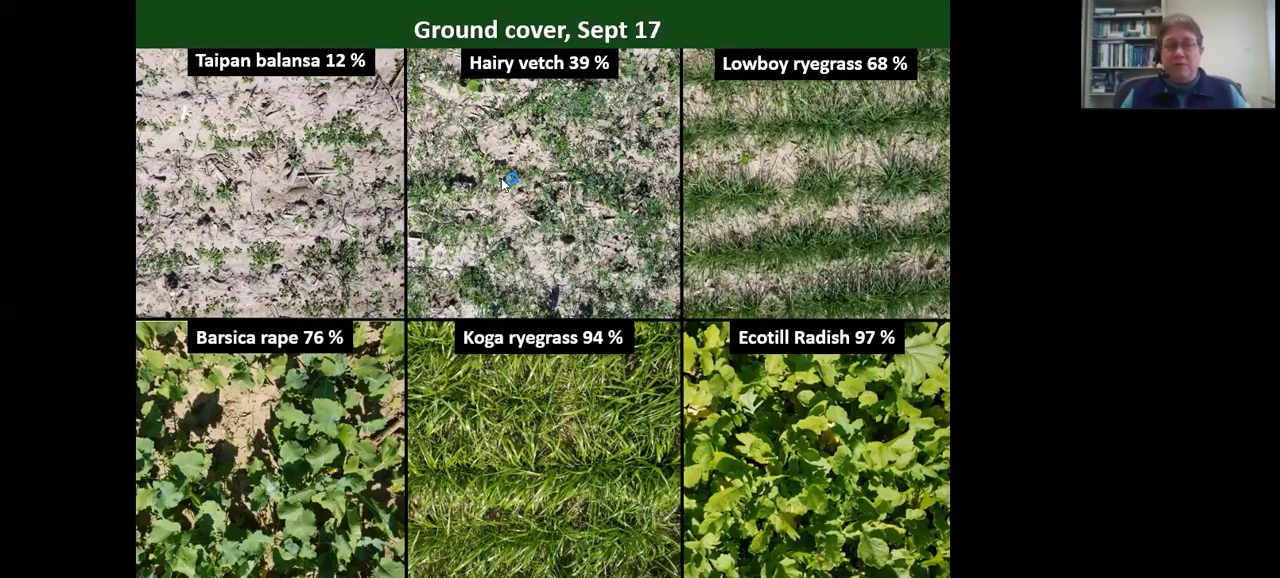 Ground cover, Sept 17
Taipan balansa 12 %
Hairy vetch 39 %
Lowboy ryegrass 68 %
Barsica rape 76 %
Koga ryegrass 94 %
Ecotill Radish 97 %